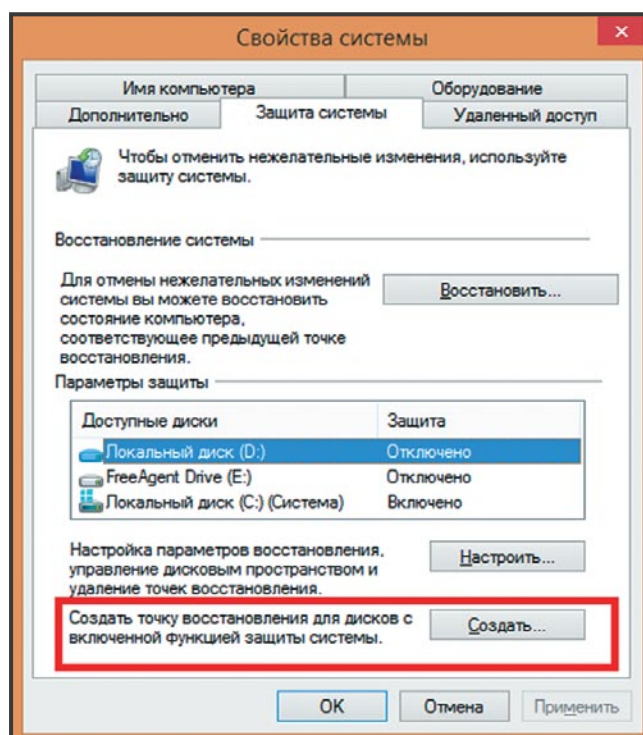 Свойства системы
Имя компьютера
Оборудование
Дополнительно
Защита системы
Удаленный доступ
Чтобы отменить нежелательные изменения, используйте
защиту системы.
Восстановление системы
Для отмены нежелательных изменений
системы вы можете восстановить
состояние компьютера,
соответствующее предыдущей точке
восстановления.
Восстановить...
Параметры защиты
Доступные диски
Защита
Локальный диск (D:)
Отключено
FreeAgent Drive (E:)
Отключено
Локальный диск (C:) (Система)
Включено
Настройка параметров восстановления,
управление дисковым пространством и
удаление точек восстановления.
Настроить...
Создать точку восстановления для дисков с
включенной функцией защиты системы.
Создать...
OK
Отмена
Применить